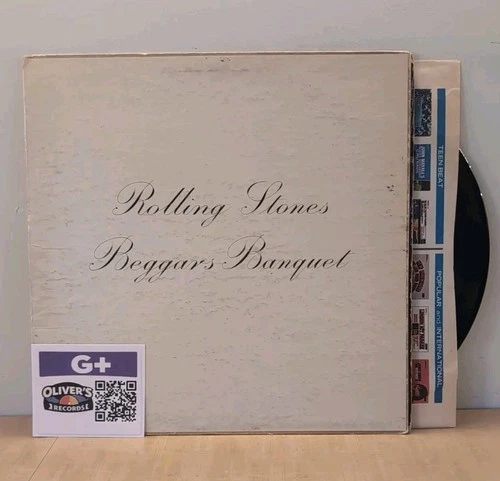 Rolling Stones
Beggars Banquet
G+
OLIVER'S
RECORDS
TEEN BEAT
POPULAR and INTERNATIONAL